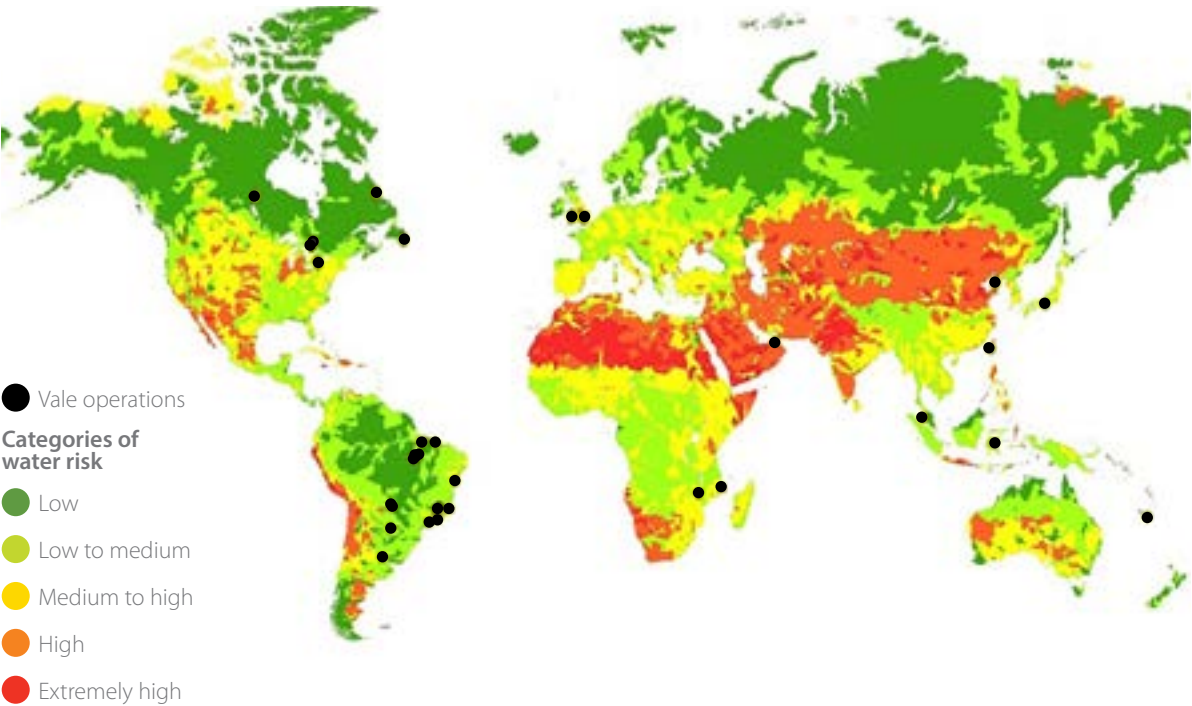 Vale operations
Categories of
water risk
Low
Low to medium
Medium to high
High
Extremely high